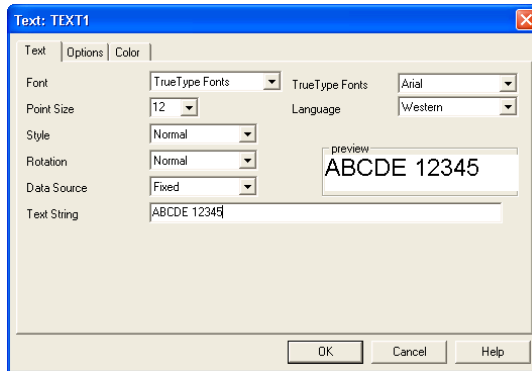 Text: TEXT1
Text Options Color
Font TrueType Fonts TrueType Fonts Arial
Point Size 12 Language Western
Style Normal
preview
Rotation Normal ABCDE 12345
Data Source Fixed
Text String ABCDE 12345
OK Cancel Help